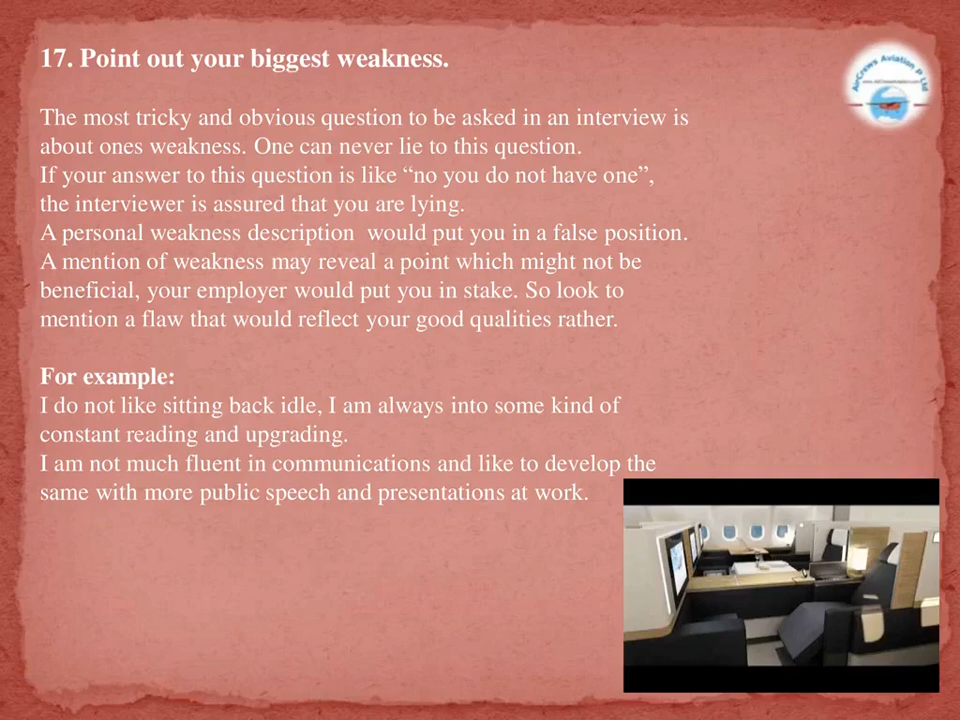 17. Point out your biggest weakness.
AirCrews Aviation P Ltd
The most tricky and obvious question to be asked in an interview is
about ones weakness. One can never lie to this question.
If your answer to this question is like “no you do not have one”,
the interviewer is assured that you are lying.
A personal weakness description  would put you in a false position.
A mention of weakness may reveal a point which might not be
beneficial, your employer would put you in stake. So look to
mention a flaw that would reflect your good qualities rather.
For example:
I do not like sitting back idle, I am always into some kind of
constant reading and upgrading.
I am not much fluent in communications and like to develop the
same with more public speech and presentations at work.